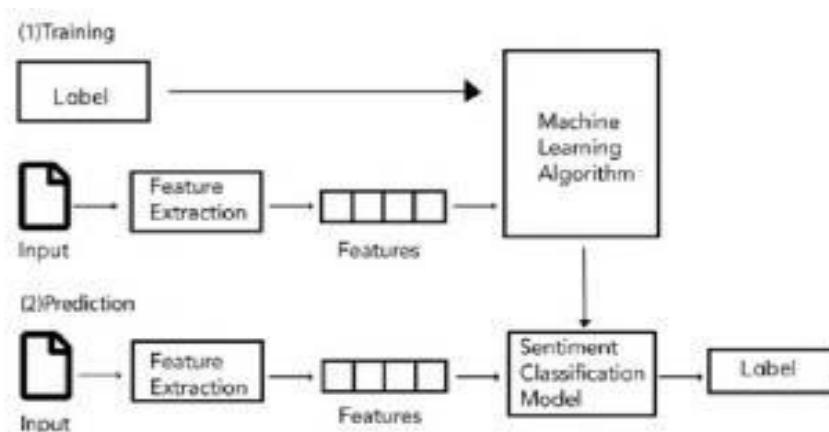 (1)Training
Label
Machine
Learning
Algorithm
Feature
Extraction
Input
Features
(2)Prediction
Feature
Extraction
Sentiment
Classification
Model
Label
Features
Input